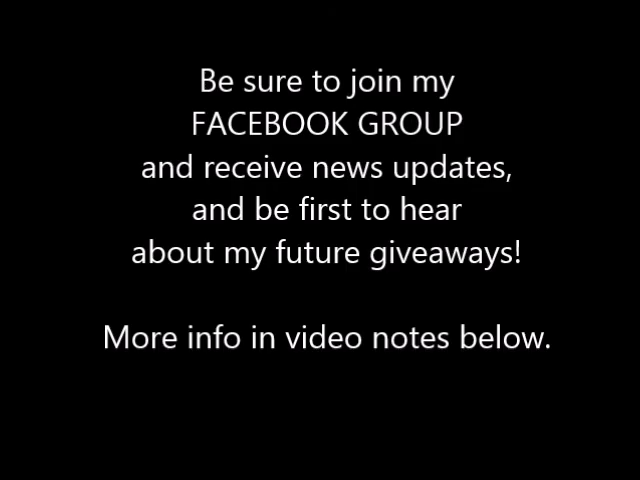 Be sure to join my
FACEBOOK GROUP
and receive news updates,
and be first to hear
about my future giveaways!
More info in video notes below.